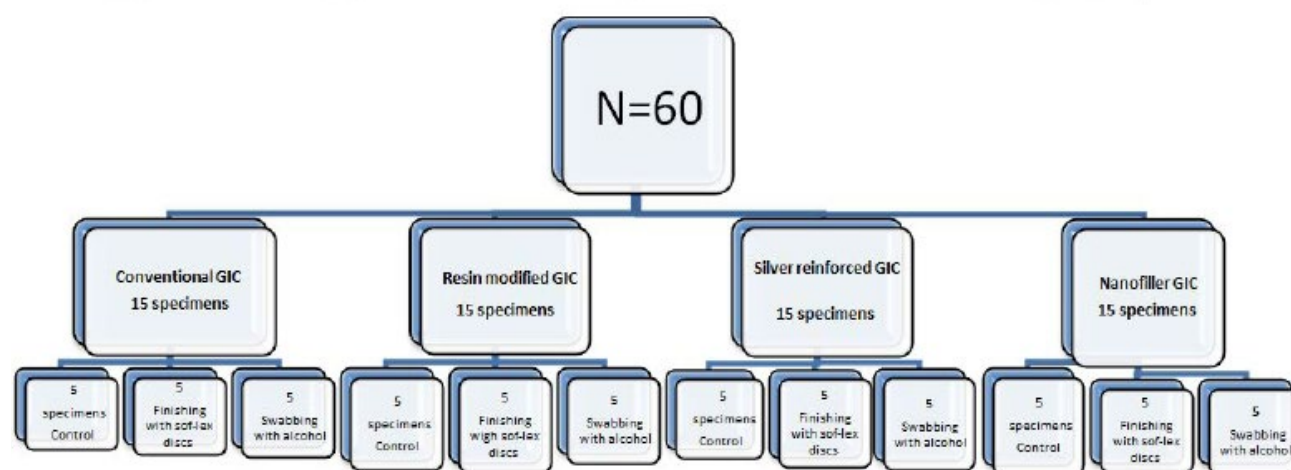 N=60
Conventional GIC
15 specimens
Resin modified GIC
15 specimens
Silver reinforced GIC
15 specimens
Nanofiller GIC
15 specimens
5
specimens
Control
5
Finishing
with sof-lex
discs
5
Swabbing
with alcohol
5
specimens
Control
5
Finishing
wigh sof-lex
discs
5
Swabbing
with alcohol
5
specimens
Control
5
Finishing
with sof-lex
discs
5
Swabbing
with alcohol
5
specimens
Control
5
Finishing
with sof-lex
discs
5
Swabbing
with alcohol